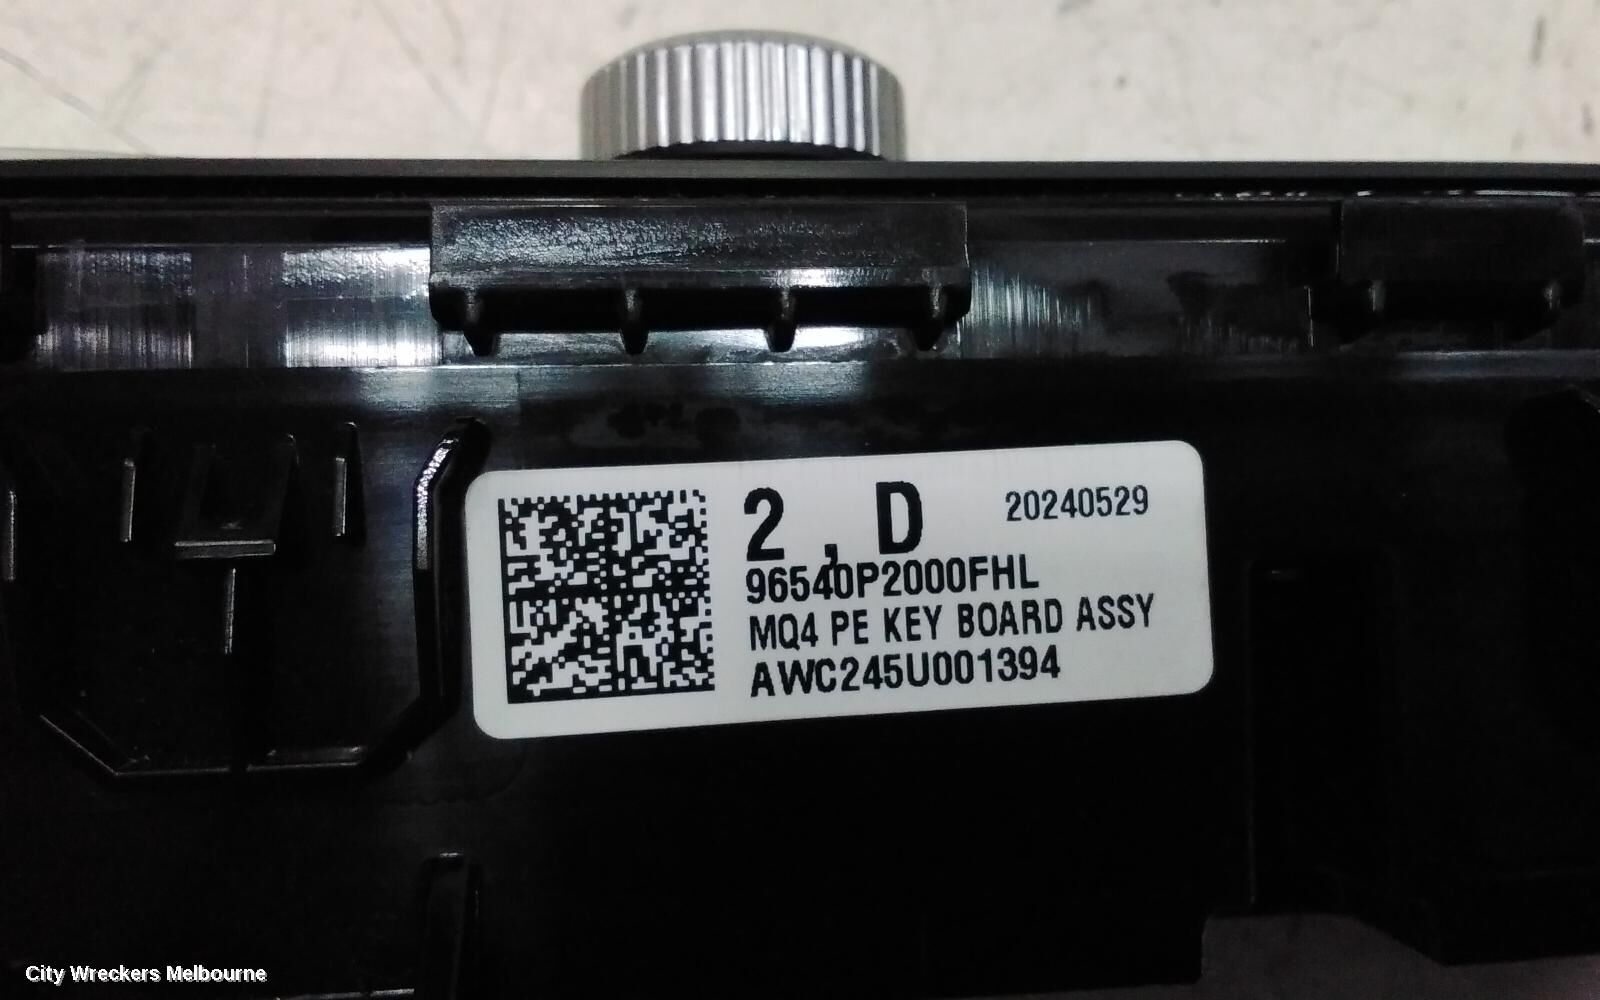 2 , D 20240529
96540P2000FHL
MQ4 PE KEY BOARD ASSY
AWC245U001394
City Wreckers Melbourne